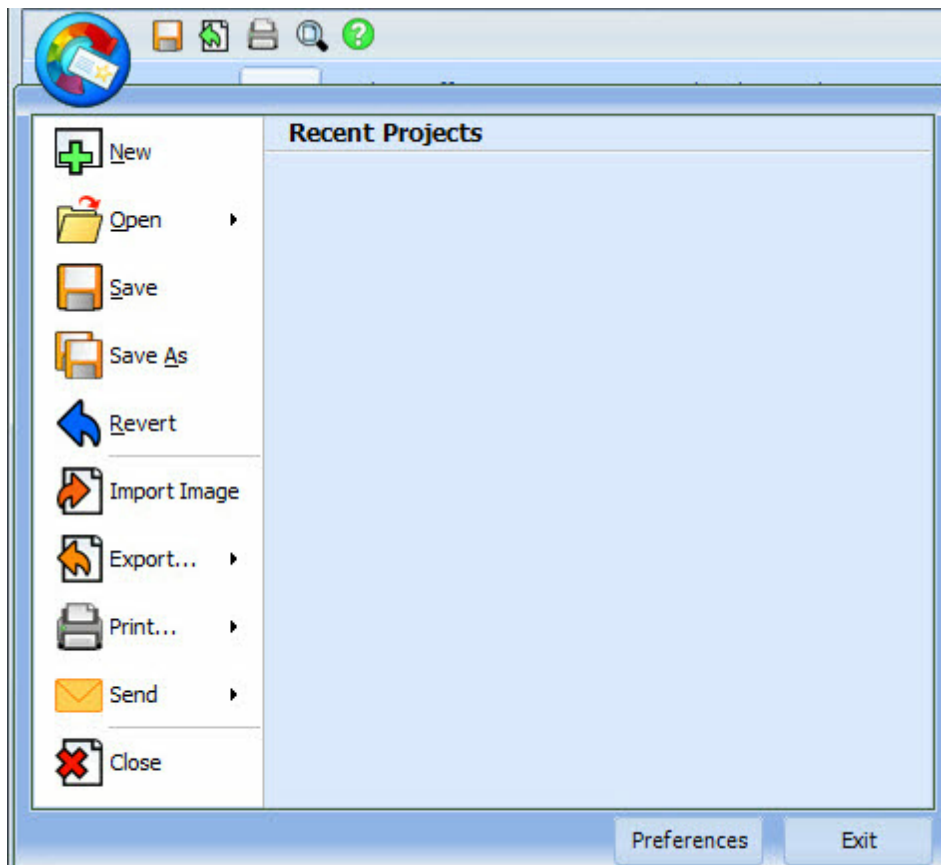 Recent Projects
New
Open
Save
Save As
Revert
Import Image
Export...
Print...
Send
Close
Preferences
Exit